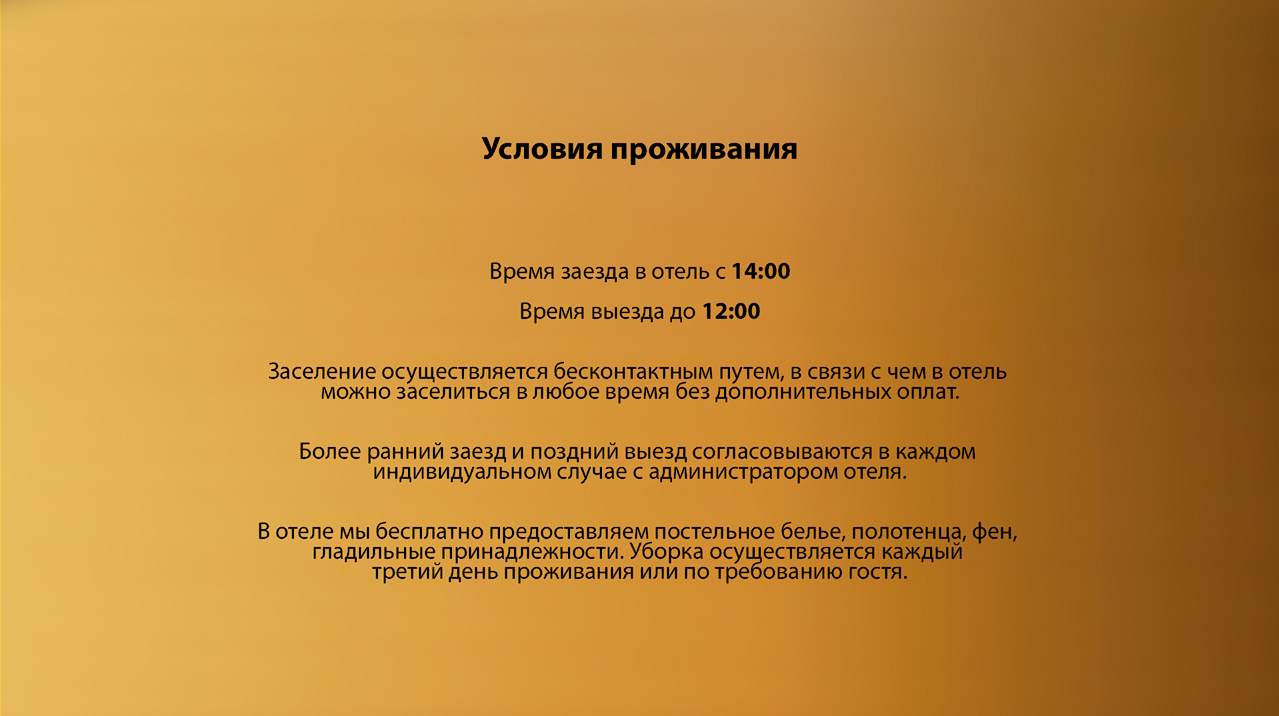 Условия проживания
Время заезда в отель с 14:00
Время выезда до 12:00
Заселение осуществляется бесконтактным путем, в связи с чем в отель
можно заселиться в любое время без дополнительных оплат.
Более ранний заезд и поздний выезд согласовываются в каждом
индивидуальном случае с администратором отеля.
В отеле мы бесплатно предоставляем постельное белье, полотенца, фен,
гладильные принадлежности. Уборка осуществляется каждый
третий день проживания или по требованию гостя.